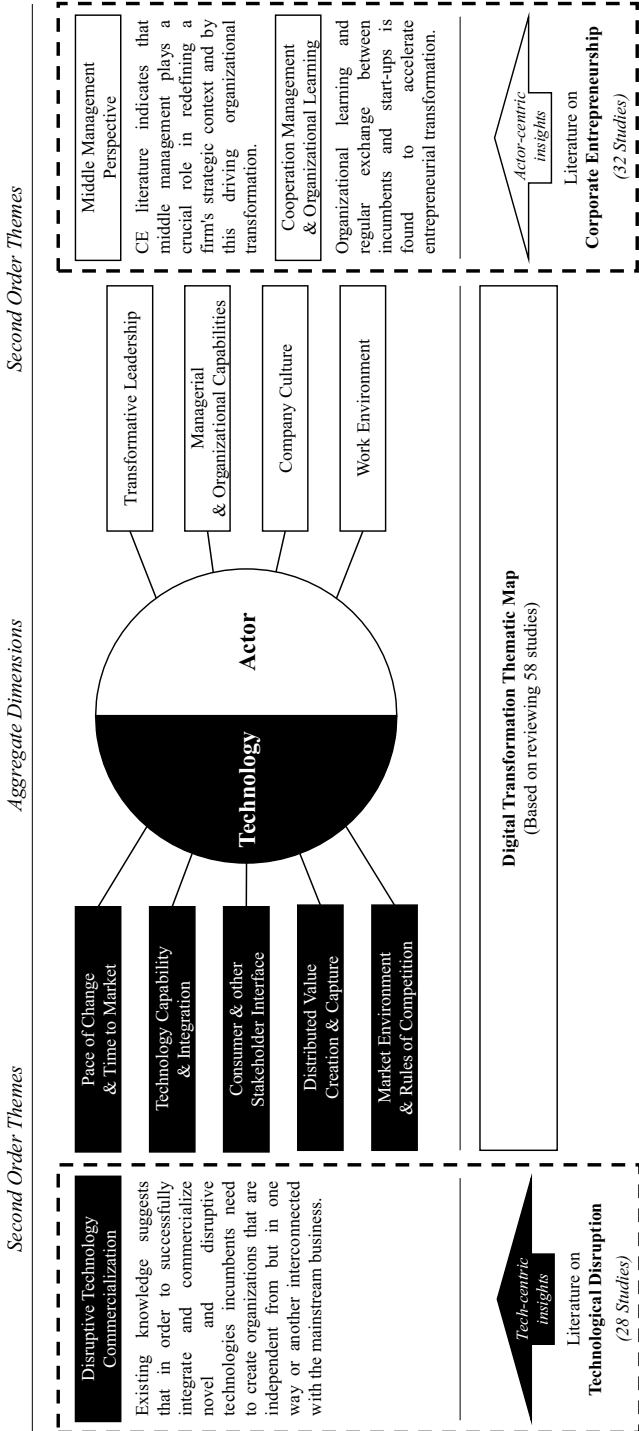 Second Order Themes
Aggregate Dimensions
Second Order Themes
Disruptive Technology
Commercialization
Existing knowledge suggests
that in order to successfully
integrate and commercialize
novel and disruptive
technologies incumbents need
to create organizations that are
independent from but in one
way or another interconnected
with the mainstream business.
Tech-centric
insights
Literature on
Technological Disruption
(28 Studies)
Pace of Change
& Time to Market
Technology Capability
& Integration
Consumer & other
Stakeholder Interface
Distributed Value
Creation & Capture
Market Environment
& Rules of Competition
Technology
Actor
Transformative Leadership
Managerial
& Organizational Capabilities
Company Culture
Work Environment
Digital Transformation Thematic Map
(Based on reviewing 58 studies)
Middle Management
Perspective
CE literature indicates that
middle management plays a
crucial role in redefining a
firm's strategic context and by
this driving organizational
transformation.
Cooperation Management
& Organizational Learning
Organizational learning and
regular exchange between
incumbents and start-ups is
found to accelerate
entrepreneurial transformation.
Actor-centric
insights
Literature on
Corporate Entrepreneurship
(32 Studies)